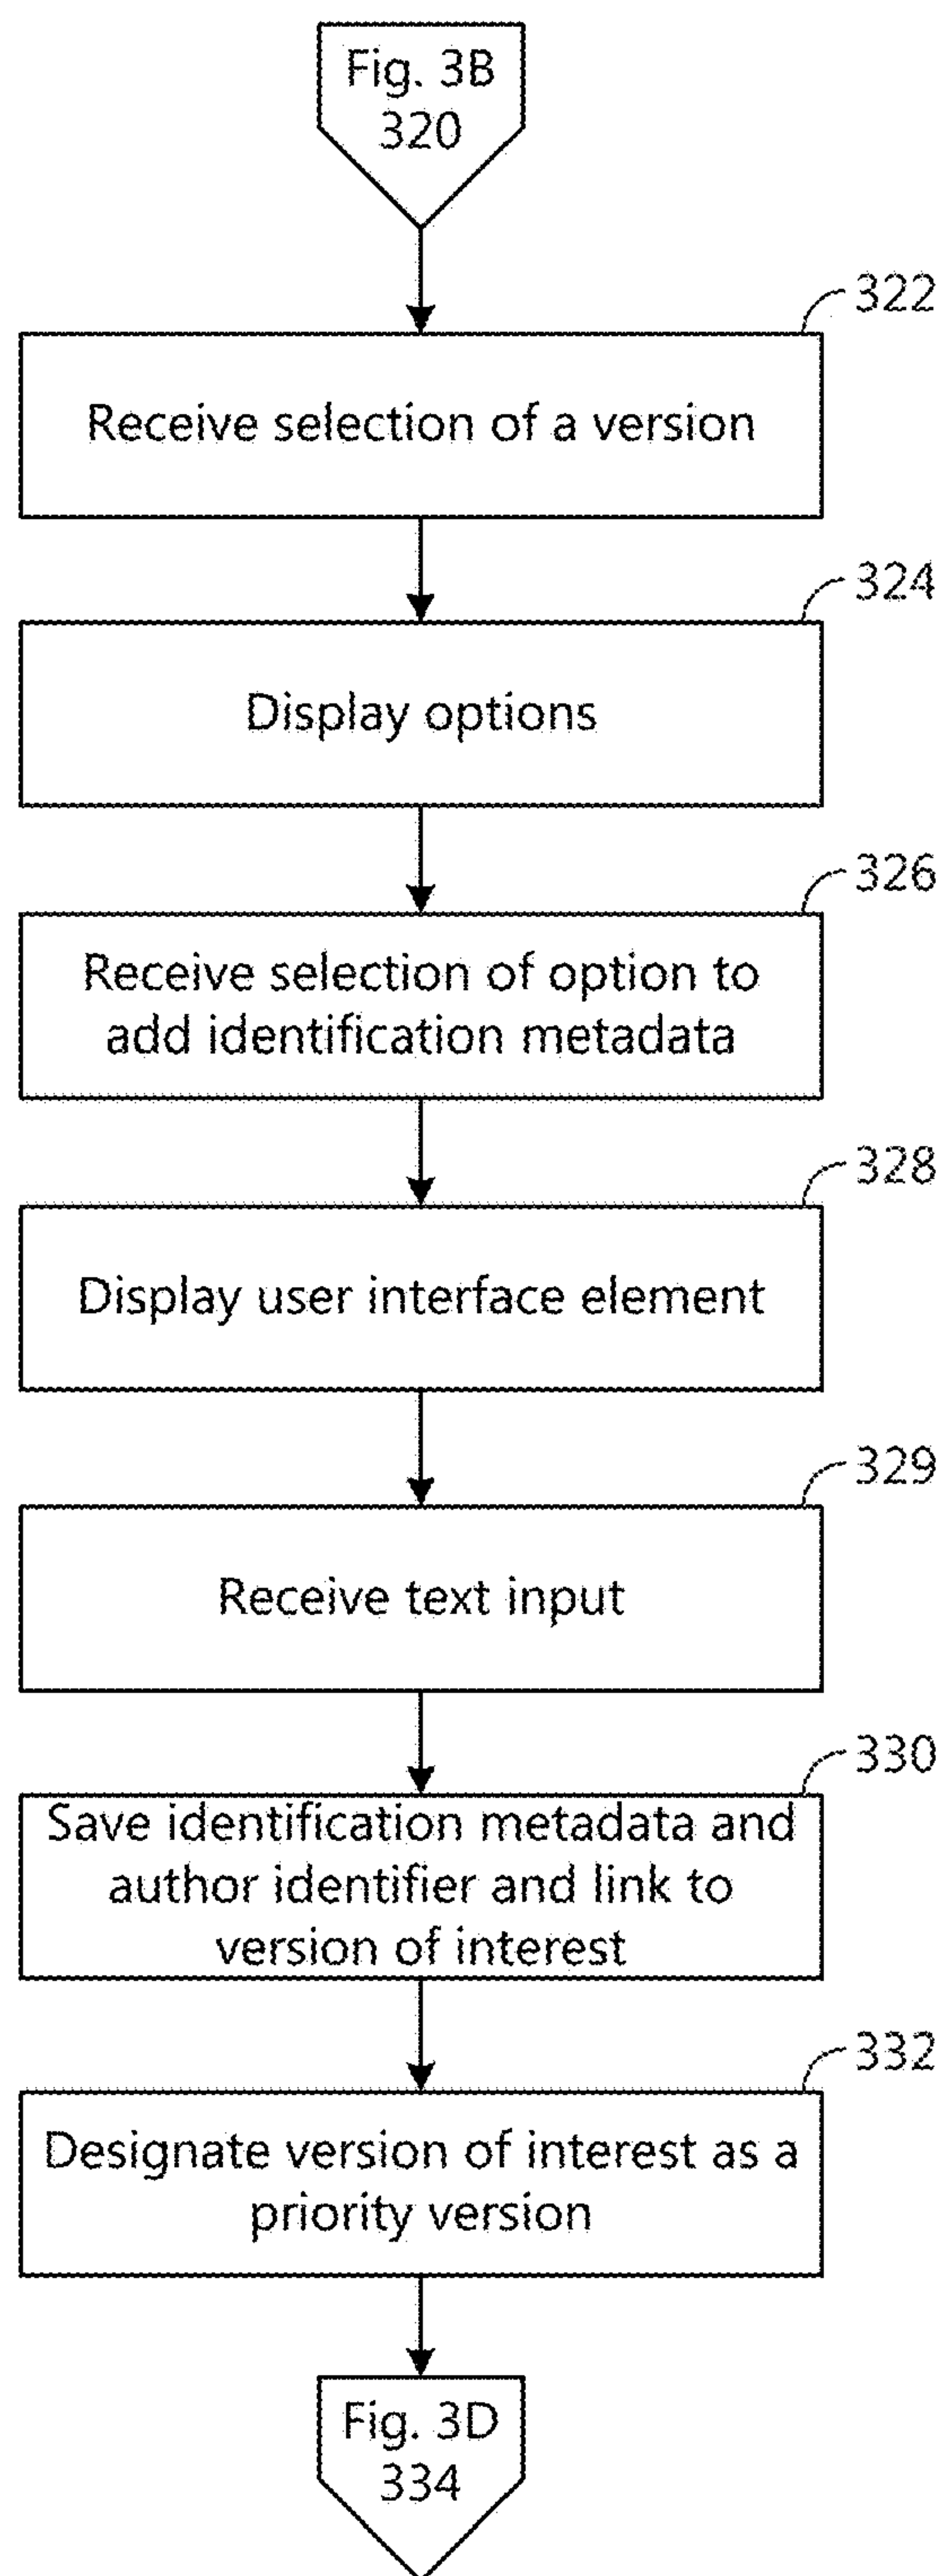 Fig. 3B
320
322
Receive selection of a version
324
Display options
326
Receive selection of option to
add identification metadata
328
Display user interface element
329
Receive text input
330
Save identification metadata and
author identifier and link to
version of interest
332
Designate version of interest as a
priority version
Fig. 3D
334